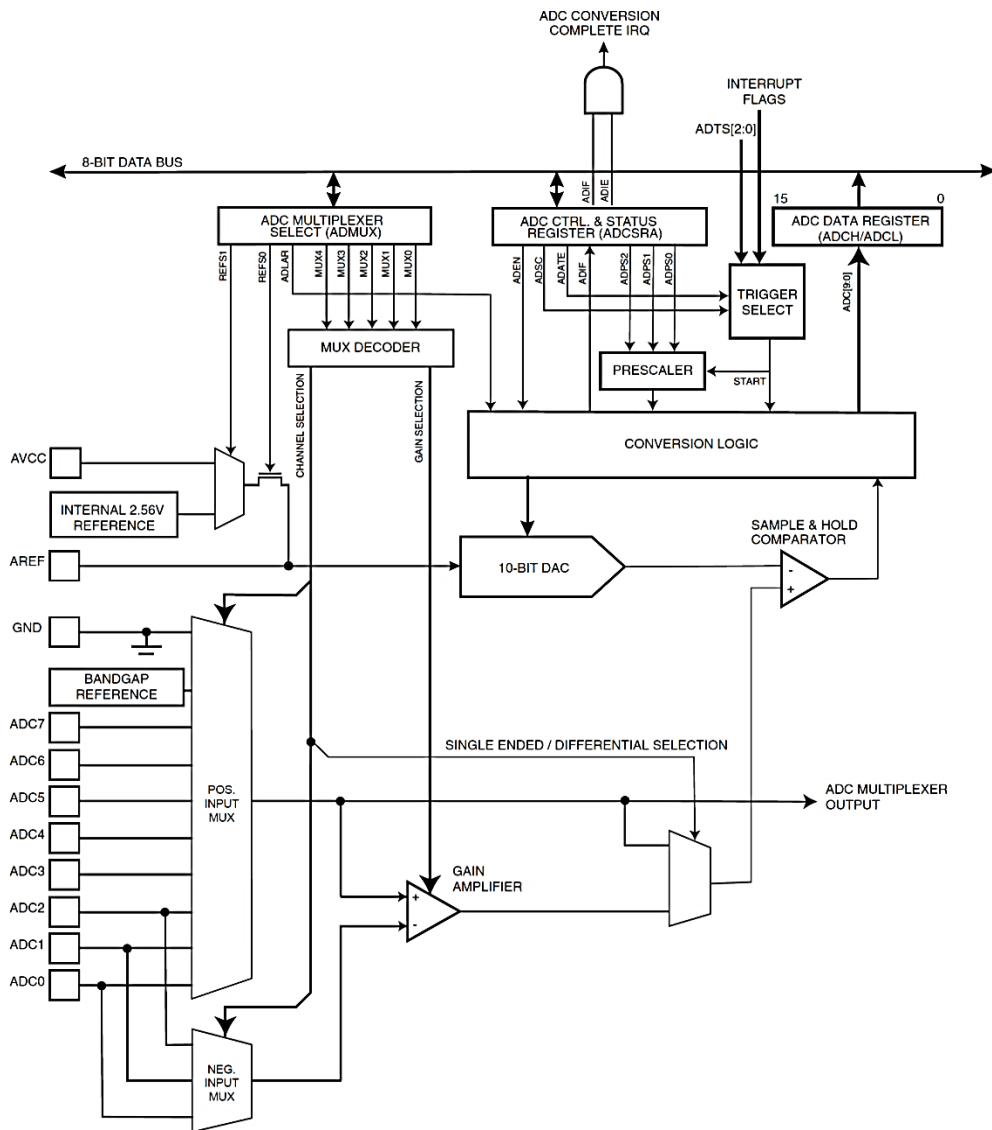 ADC CONVERSION
COMPLETE IRQ
INTERRUPT
FLAGS
ADTS[2:0]
8-BIT DATA BUS
ADIF
ADIE
15
0
ADC MULTIPLEXER
SELECT (ADMUX)
ADC CTRL. & STATUS
REGISTER (ADCSRA)
ADC DATA REGISTER
(ADCH/ADCL)
REFS1
REFS0
ADLAR
MUX4
MUX3
MUX2
MUX1
MUX0
ADEN
ADSC
ADATE
ADIF
ADPS2
ADPS1
ADPS0
TRIGGER
SELECT
ADC[9:0]
MUX DECODER
PRESCALER
START
CHANNEL SELECTION
GAIN SELECTION
CONVERSION LOGIC
AVCC
INTERNAL 2.56V
REFERENCE
SAMPLE & HOLD
COMPARATOR
AREF
10-BIT DAC
-
+
GND
BANDGAP
REFERENCE
ADC7
SINGLE ENDED / DIFFERENTIAL SELECTION
ADC6
ADC5
POS.
INPUT
MUX
ADC MULTIPLEXER
OUTPUT
ADC4
ADC3
GAIN
AMPLIFIER
ADC2
+
-
ADC1
ADC0
NEG.
INPUT
MUX